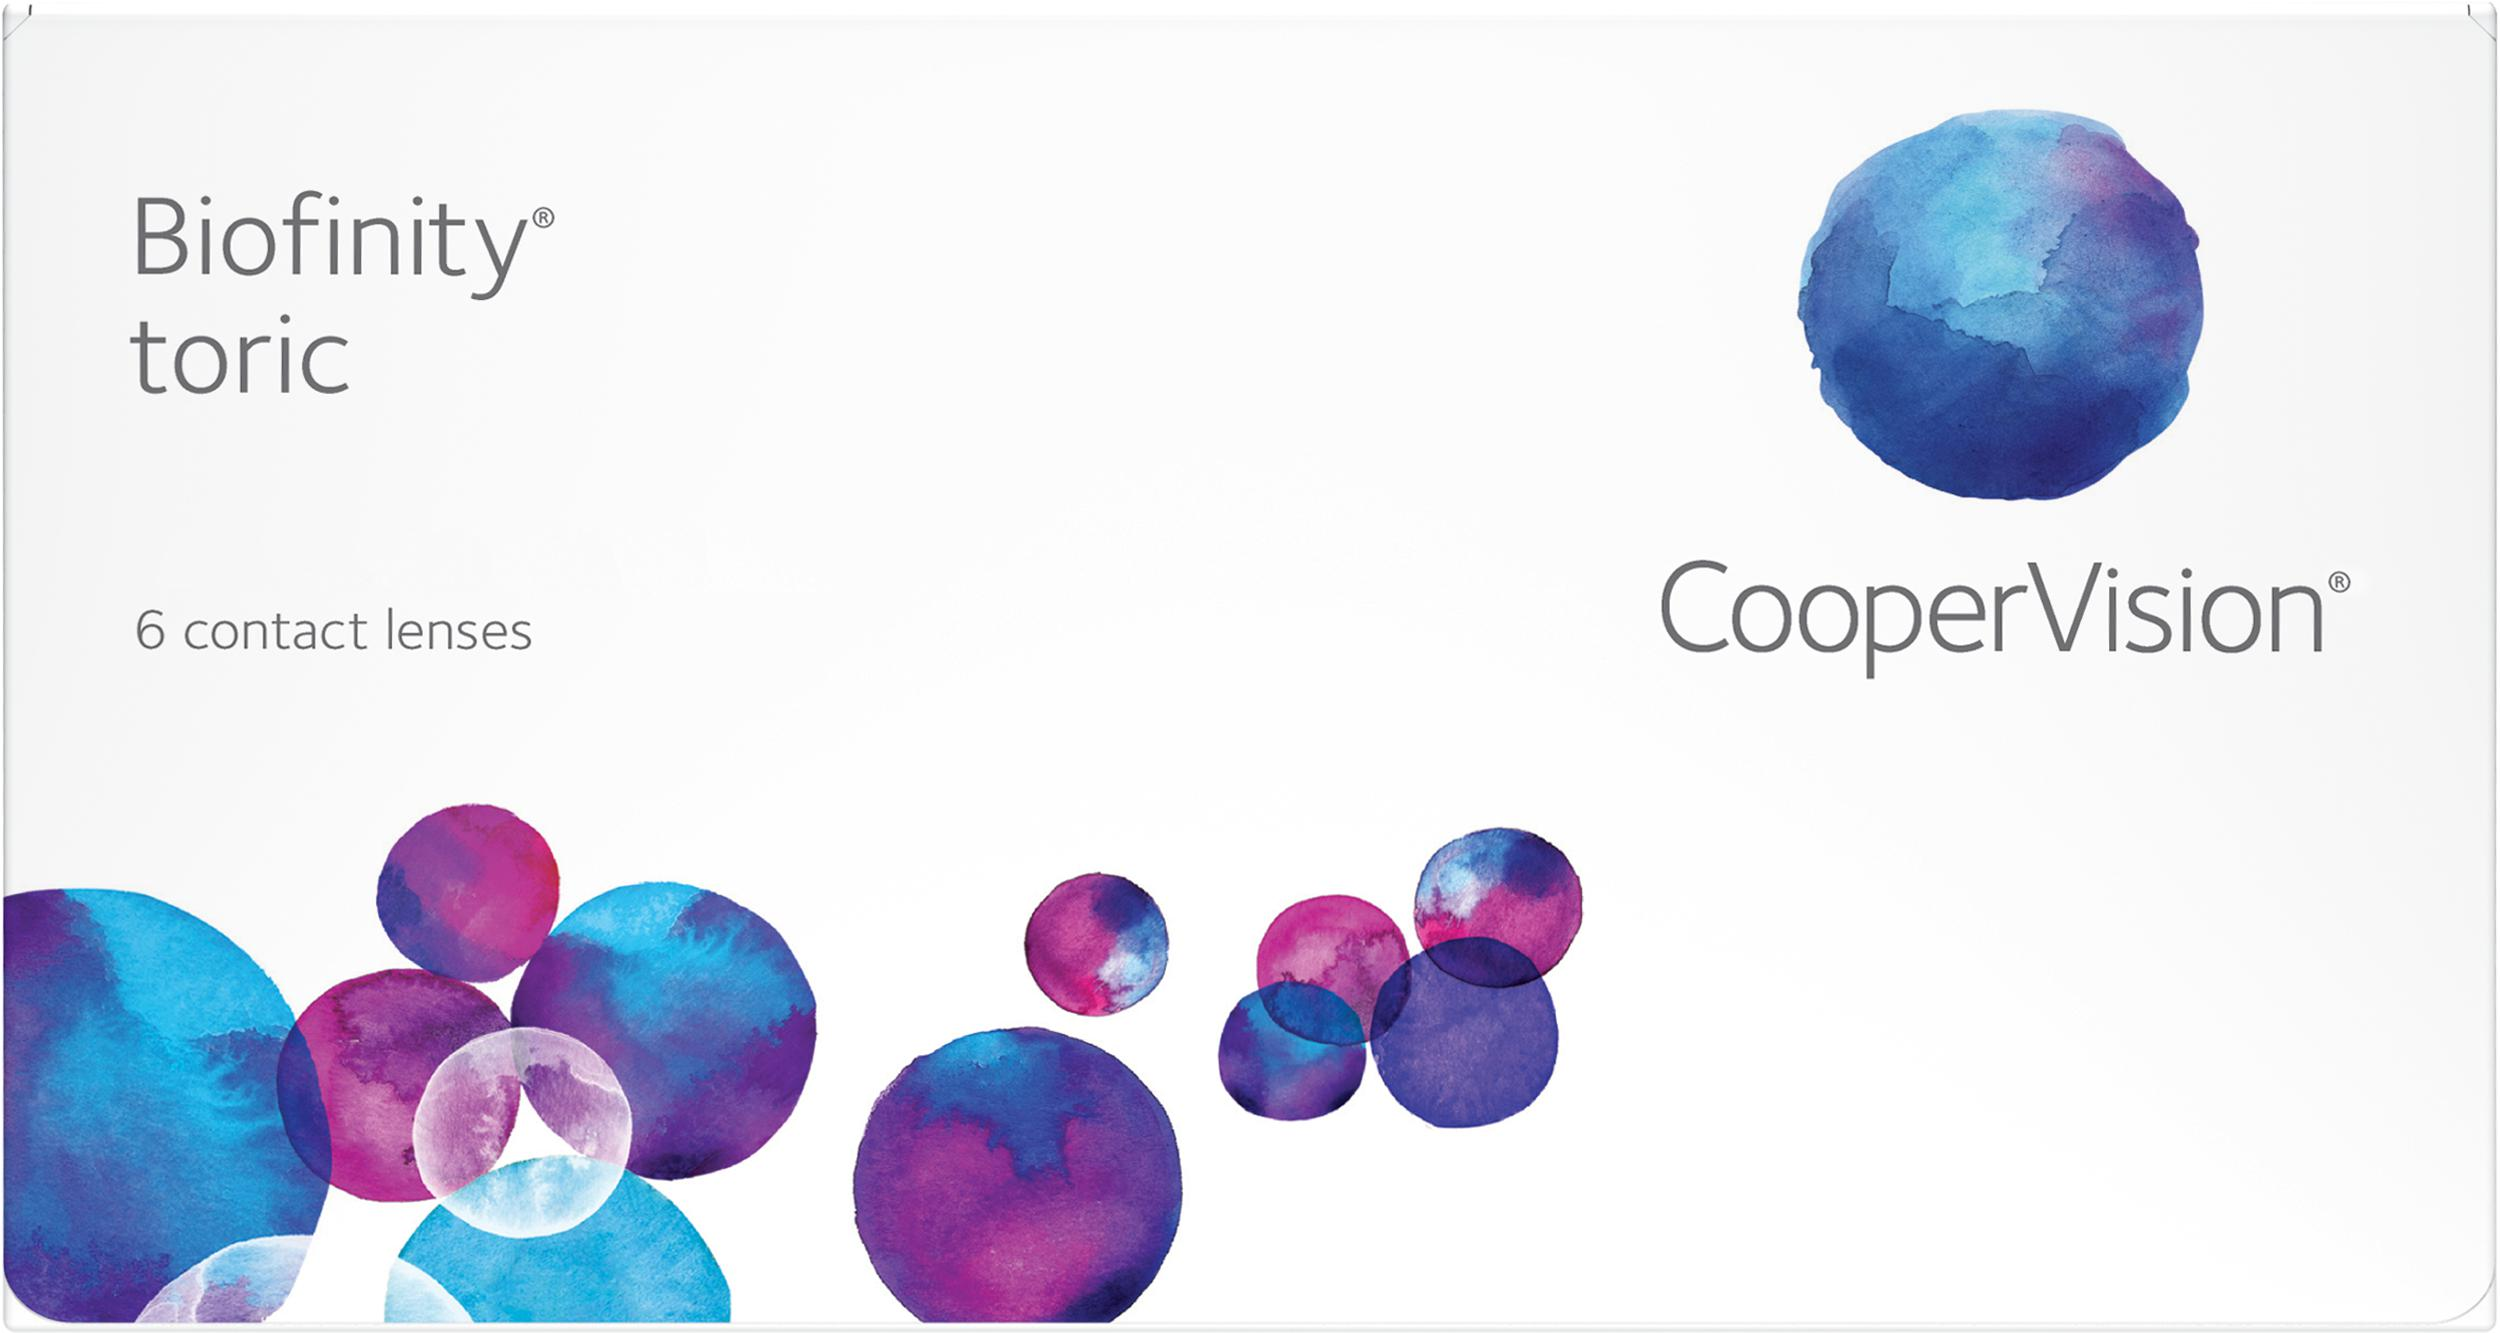 Biofinity®
toric
6 contact lenses
CooperVision®